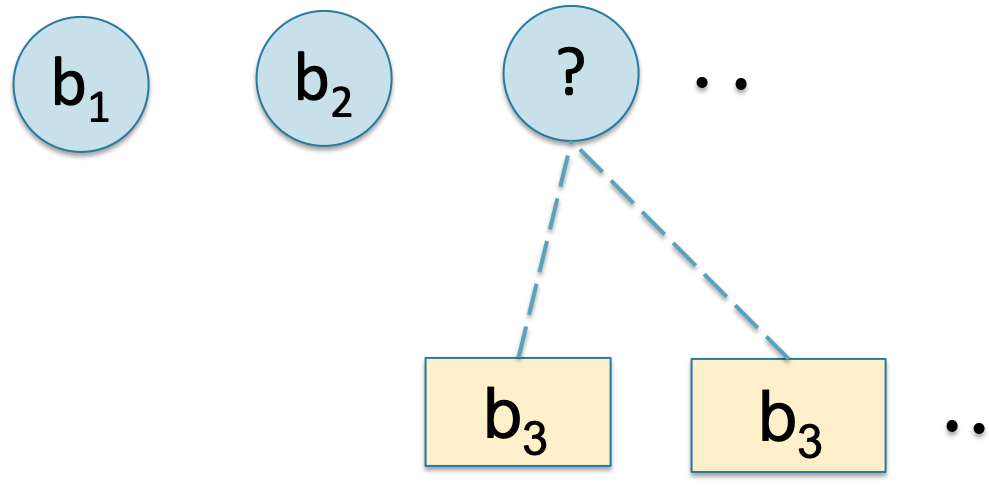 b₁ b₂ ? ..
b₃ b₃ ..